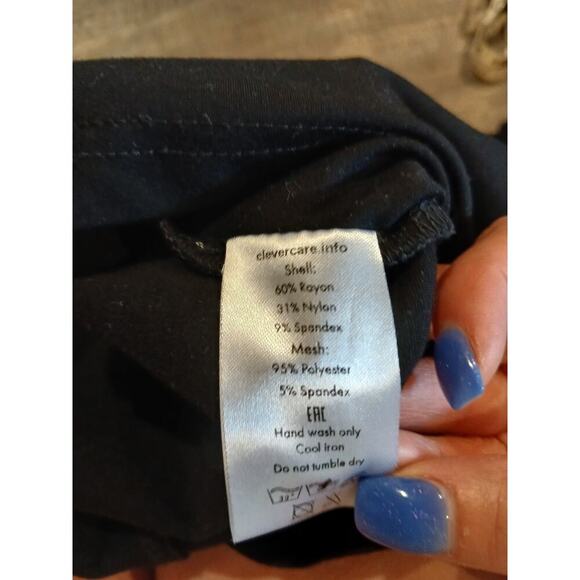 clevercare.info
Shell:
60% Rayon
31% Nylon
9% Spandex
Mesh:
95% Polyester
5% Spandex
EAC
Hand wash only
Cool iron
Do not tumble dry